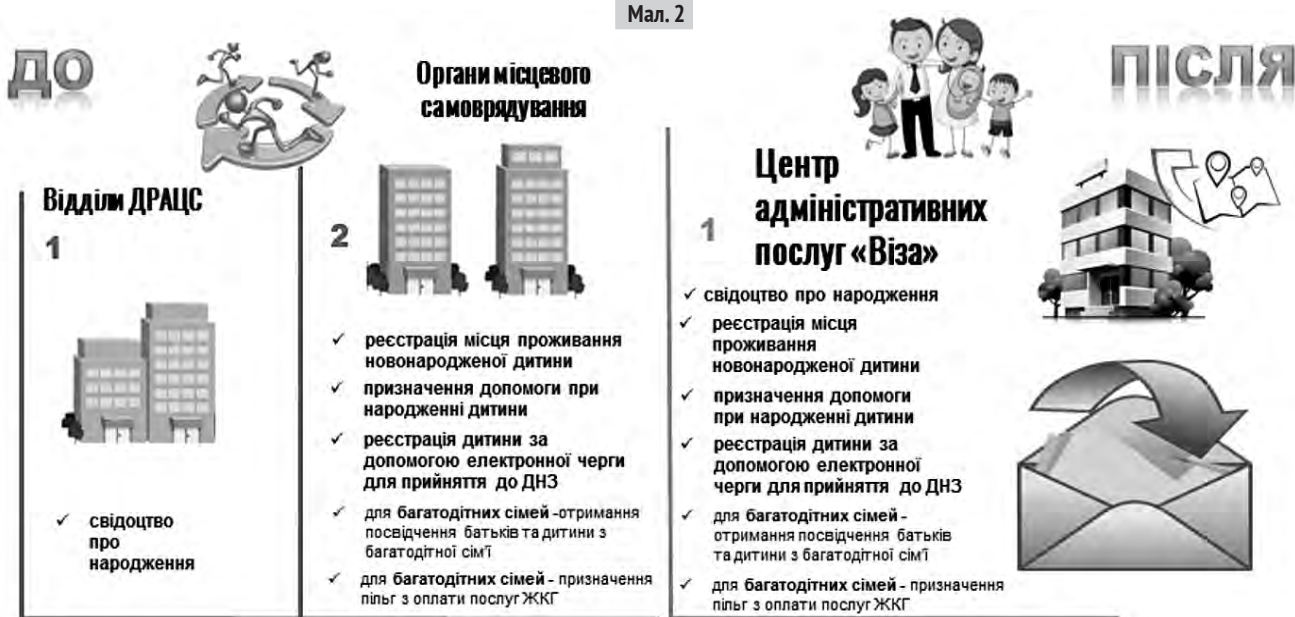 Мал. 2
ДО
Органи місцевого
самоврядування
ПІСЛЯ
Відділи ДРАЦС
1
✓ свідоцтво
про
народження
2
✓ реєстрація місця проживання
новонародженої дитини
✓ призначення допомоги при
народженні дитини
✓ реєстрація дитини за
допомогою електронної черги
для прийняття до ДНЗ
✓ для багатодітних сімей -отримання
посвідчення батьків та дитини з
багатодітної сім'ї
✓ для багатодітних сімей - призначення
пільг з оплати послуг ЖКГ
Центр
адміністративних
послуг «Віза»
1
✓ свідоцтво про народження
✓ реєстрація місця
проживання
новонародженої дитини
✓ призначення допомоги
при народженні дитини
✓ реєстрація дитини за
допомогою електронної
черги для прийняття до ДНЗ
✓ для багатодітних сімей -
отримання посвідчення батьків
та дитини з багатодітної сім'ї
✓ для багатодітних сімей - призначення
пільг з оплати послуг ЖКГ